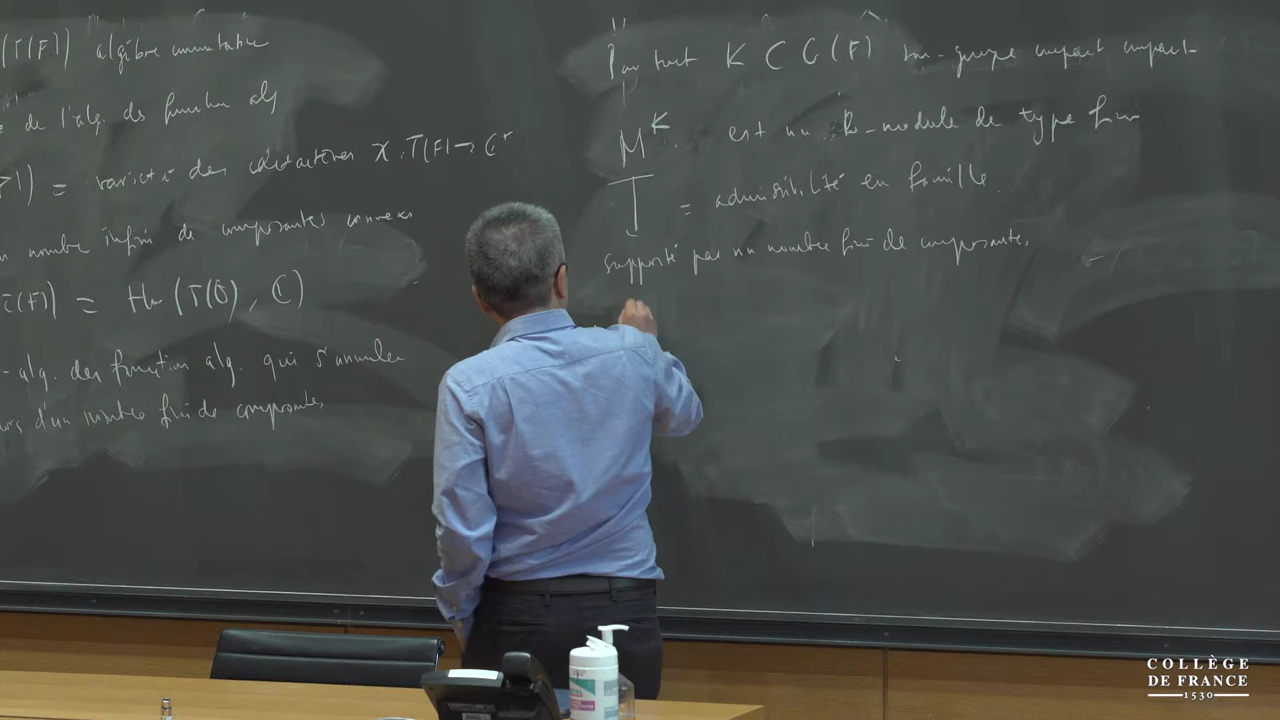 (T(F)) algèbre commutative
de l'alg. des fonctions alg
= variété des caractères χ : T(F) → C*
un nombre infini de composantes connexes
(F)) = Hom (T(O), C)
-alg. des fonctions alg. qui s'annulent
d'un nombre fini de composantes
Pour tout K ⊂ G(F) sous-groupe compact ouvert
M^K est un R-module de type fini
= admissibilité en famille.
supporté par un nombre fini de composantes.
COLLÈGE
DE FRANCE
1530